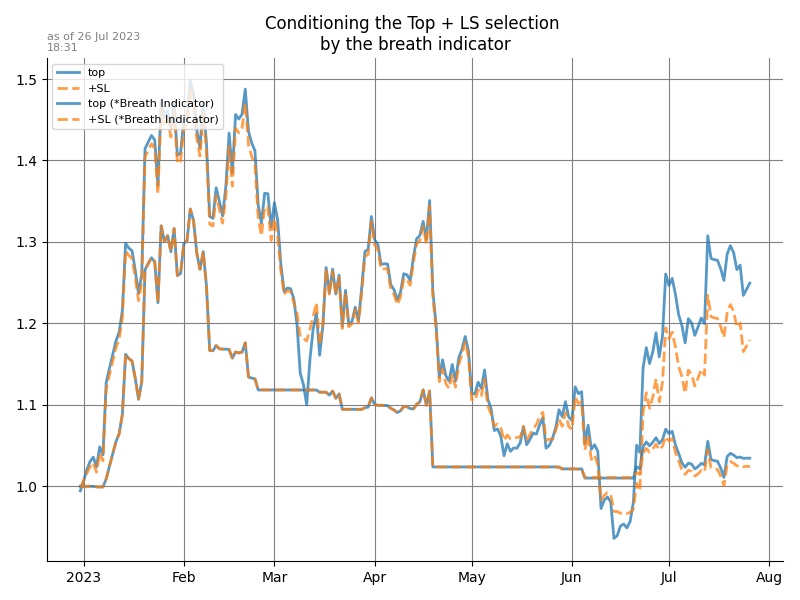 Conditioning the Top + LS selection
by the breath indicator
as of 26 Jul 2023
18:31
top
+SL
top (*Breath Indicator)
+SL (*Breath Indicator)
1.5
1.4
1.3
1.2
1.1
1.0
2023 Feb Mar Apr May Jun Jul Aug